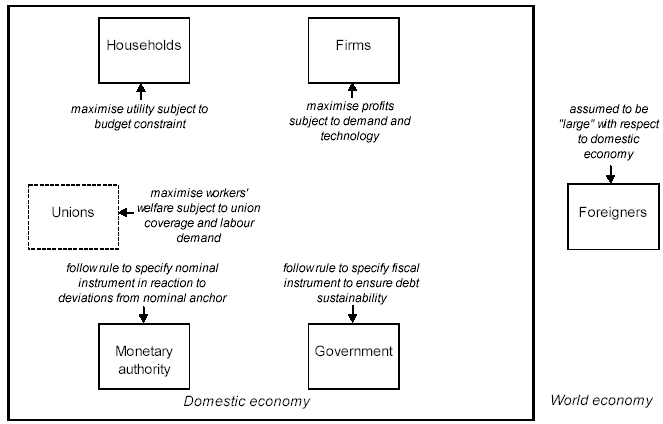 Households
Firms
maximise utility subject to
budget constraint
maximise profits
subject to demand and
technology
assumed to be
"large" with respect
to domestic
economy
Unions
maximise workers'
welfare subject to union
coverage and labour
demand
Foreigners
follow rule to specify nominal
instrument in reaction to
deviations from nominal anchor
follow rule to specify fiscal
instrument to ensure debt
sustainability
Monetary
authority
Government
Domestic economy
World economy